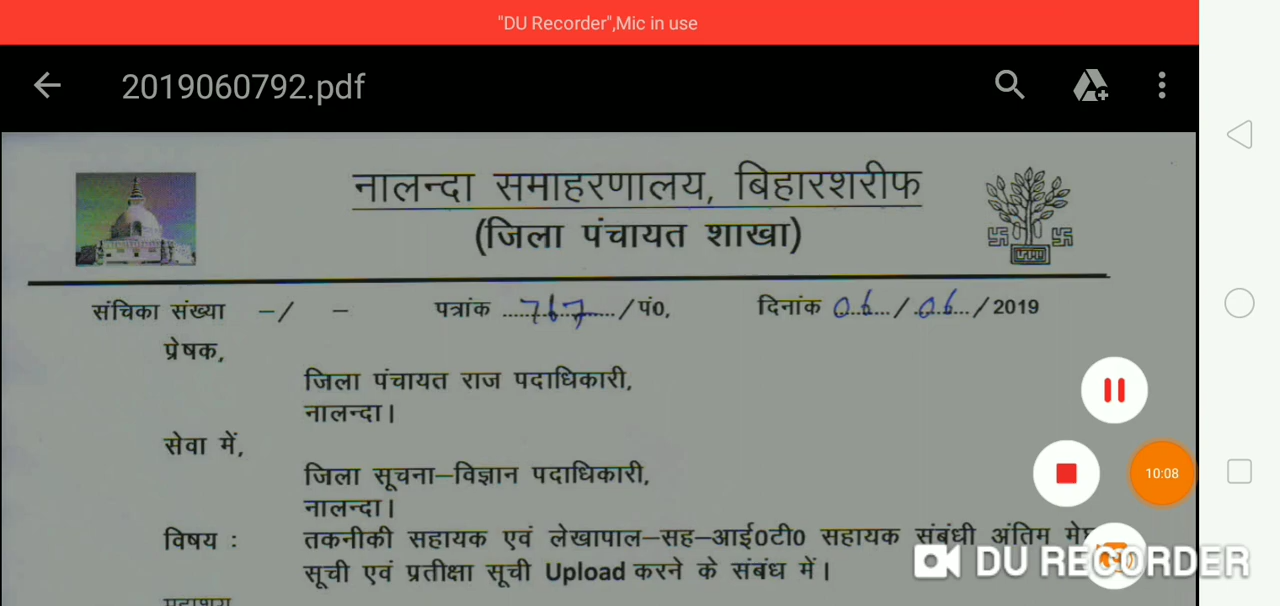 "DU Recorder",Mic in use
2019060792.pdf
नालन्दा समाहरणालय, बिहारशरीफ
(जिला पंचायत शाखा)
संचिका संख्या -/ - पत्रांक ......767....../पं0, दिनांक 06/06/2019
प्रेषक,
जिला पंचायत राज पदाधिकारी,
नालन्दा।
सेवा में,
जिला सूचना–विज्ञान पदाधिकारी,
नालन्दा।
विषय : तकनीकी सहायक एवं लेखापाल–सह–आई0टी0 सहायक संबंधी अंतिम
सूची एवं प्रतीक्षा सूची Upload करने के संबंध में।
10:08
DU RECORDER